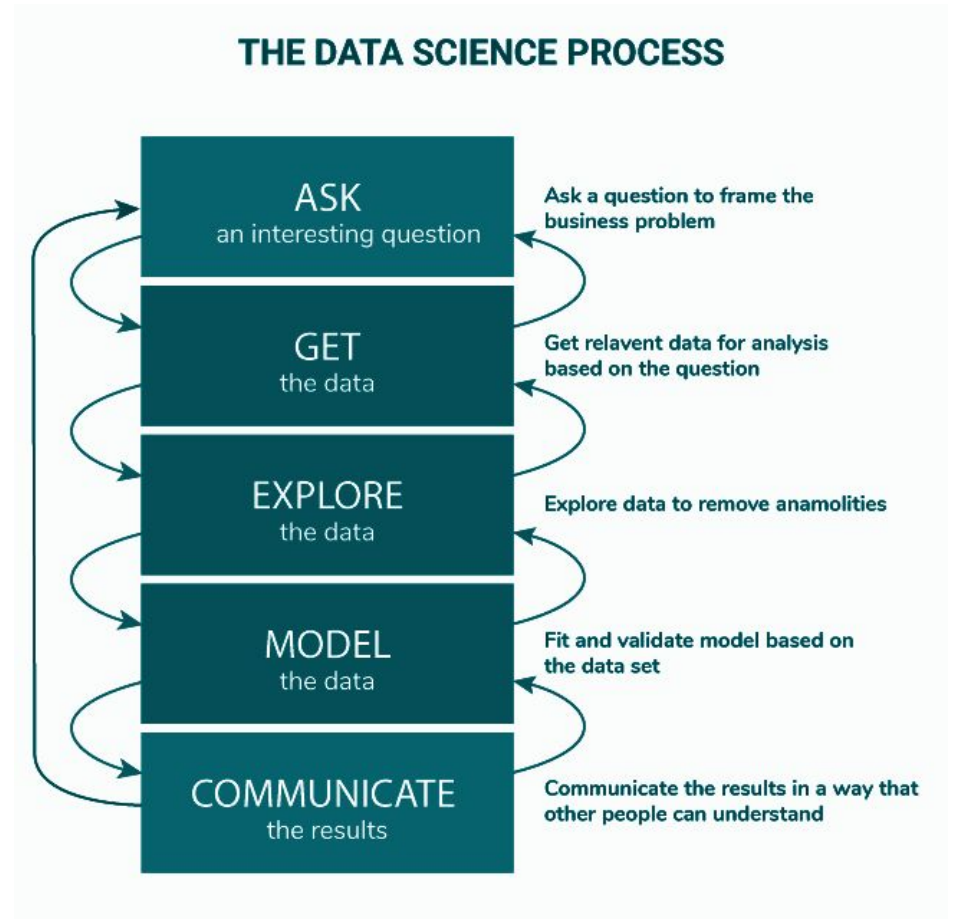 THE DATA SCIENCE PROCESS
ASK
an interesting question
Ask a question to frame the
business problem
GET
the data
Get relavent data for analysis
based on the question
EXPLORE
the data
Explore data to remove anamolities
MODEL
the data
Fit and validate model based on
the data set
COMMUNICATE
the results
Communicate the results in a way that
other people can understand